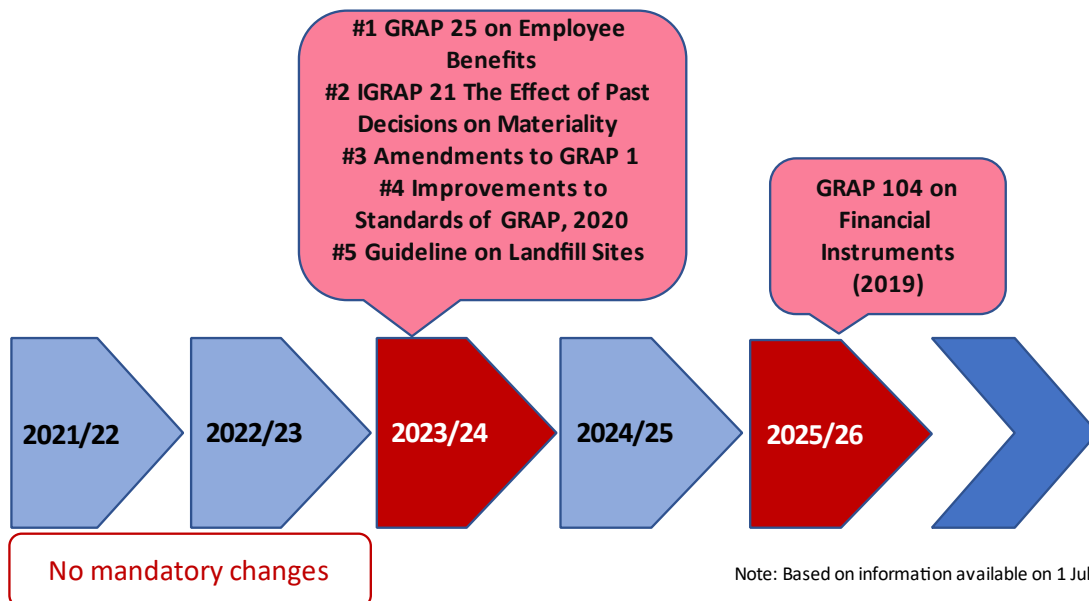 #1 GRAP 25 on Employee
Benefits
#2 IGRAP 21 The Effect of Past
Decisions on Materiality
#3 Amendments to GRAP 1
#4 Improvements to
Standards of GRAP, 2020
#5 Guideline on Landfill Sites
GRAP 104 on
Financial
Instruments
(2019)
2021/22
2022/23
2023/24
2024/25
2025/26
No mandatory changes
Note: Based on information available on 1 Jul